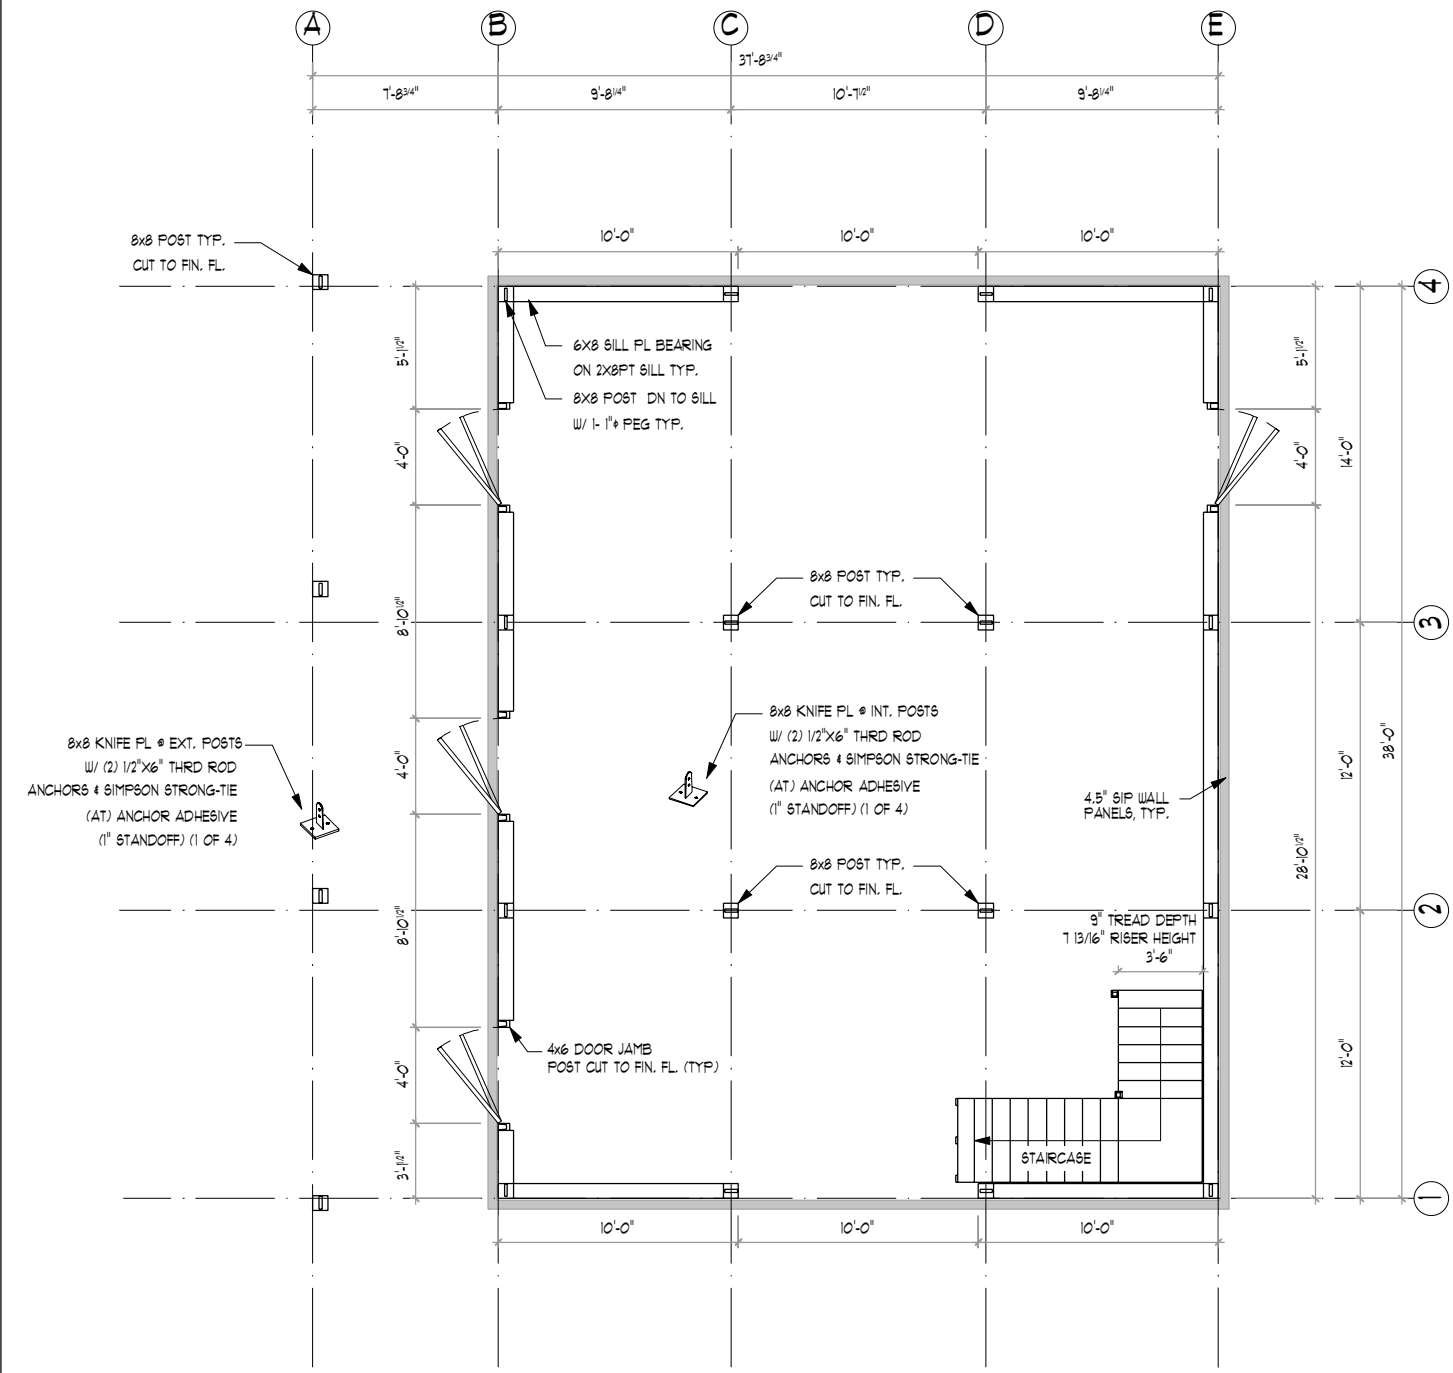 A B C D E
37'-8 3/4"
7'-8 3/4" 9'-8 1/4" 10'-7 1/2" 9'-8 1/4"
10'-0" 10'-0" 10'-0"
8x8 POST TYP.
CUT TO FIN. FL.
4
5'-1 1/2"
5'-1 1/2"
6X8 SILL PL BEARING
ON 2X8PT SILL TYP.
8X8 POST DN TO SILL
W/ 1- 1"ϕ PEG TYP.
4'-0"
4'-0"
14'-0"
8x8 POST TYP.
CUT TO FIN. FL.
8'-10 1/2"
3
8x8 KNIFE PL @ EXT. POSTS
W/ (2) 1/2"X6" THRD ROD
ANCHORS & SIMPSON STRONG-TIE
(AT) ANCHOR ADHESIVE
(1" STANDOFF) (1 OF 4)
4'-0"
8x8 KNIFE PL @ INT. POSTS
W/ (2) 1/2"X6" THRD ROD
ANCHORS & SIMPSON STRONG-TIE
(AT) ANCHOR ADHESIVE
(1" STANDOFF) (1 OF 4)
4.5" SIP WALL
PANELS, TYP.
12'-0"
38'-0"
28'-10 1/2"
8x8 POST TYP.
CUT TO FIN. FL.
2
8'-10 1/2"
9" TREAD DEPTH
7 13/16" RISER HEIGHT
3'-6"
4x6 DOOR JAMB
POST CUT TO FIN. FL. (TYP)
4'-0"
12'-0"
STAIRCASE
3'-1 1/2"
1
10'-0" 10'-0" 10'-0"